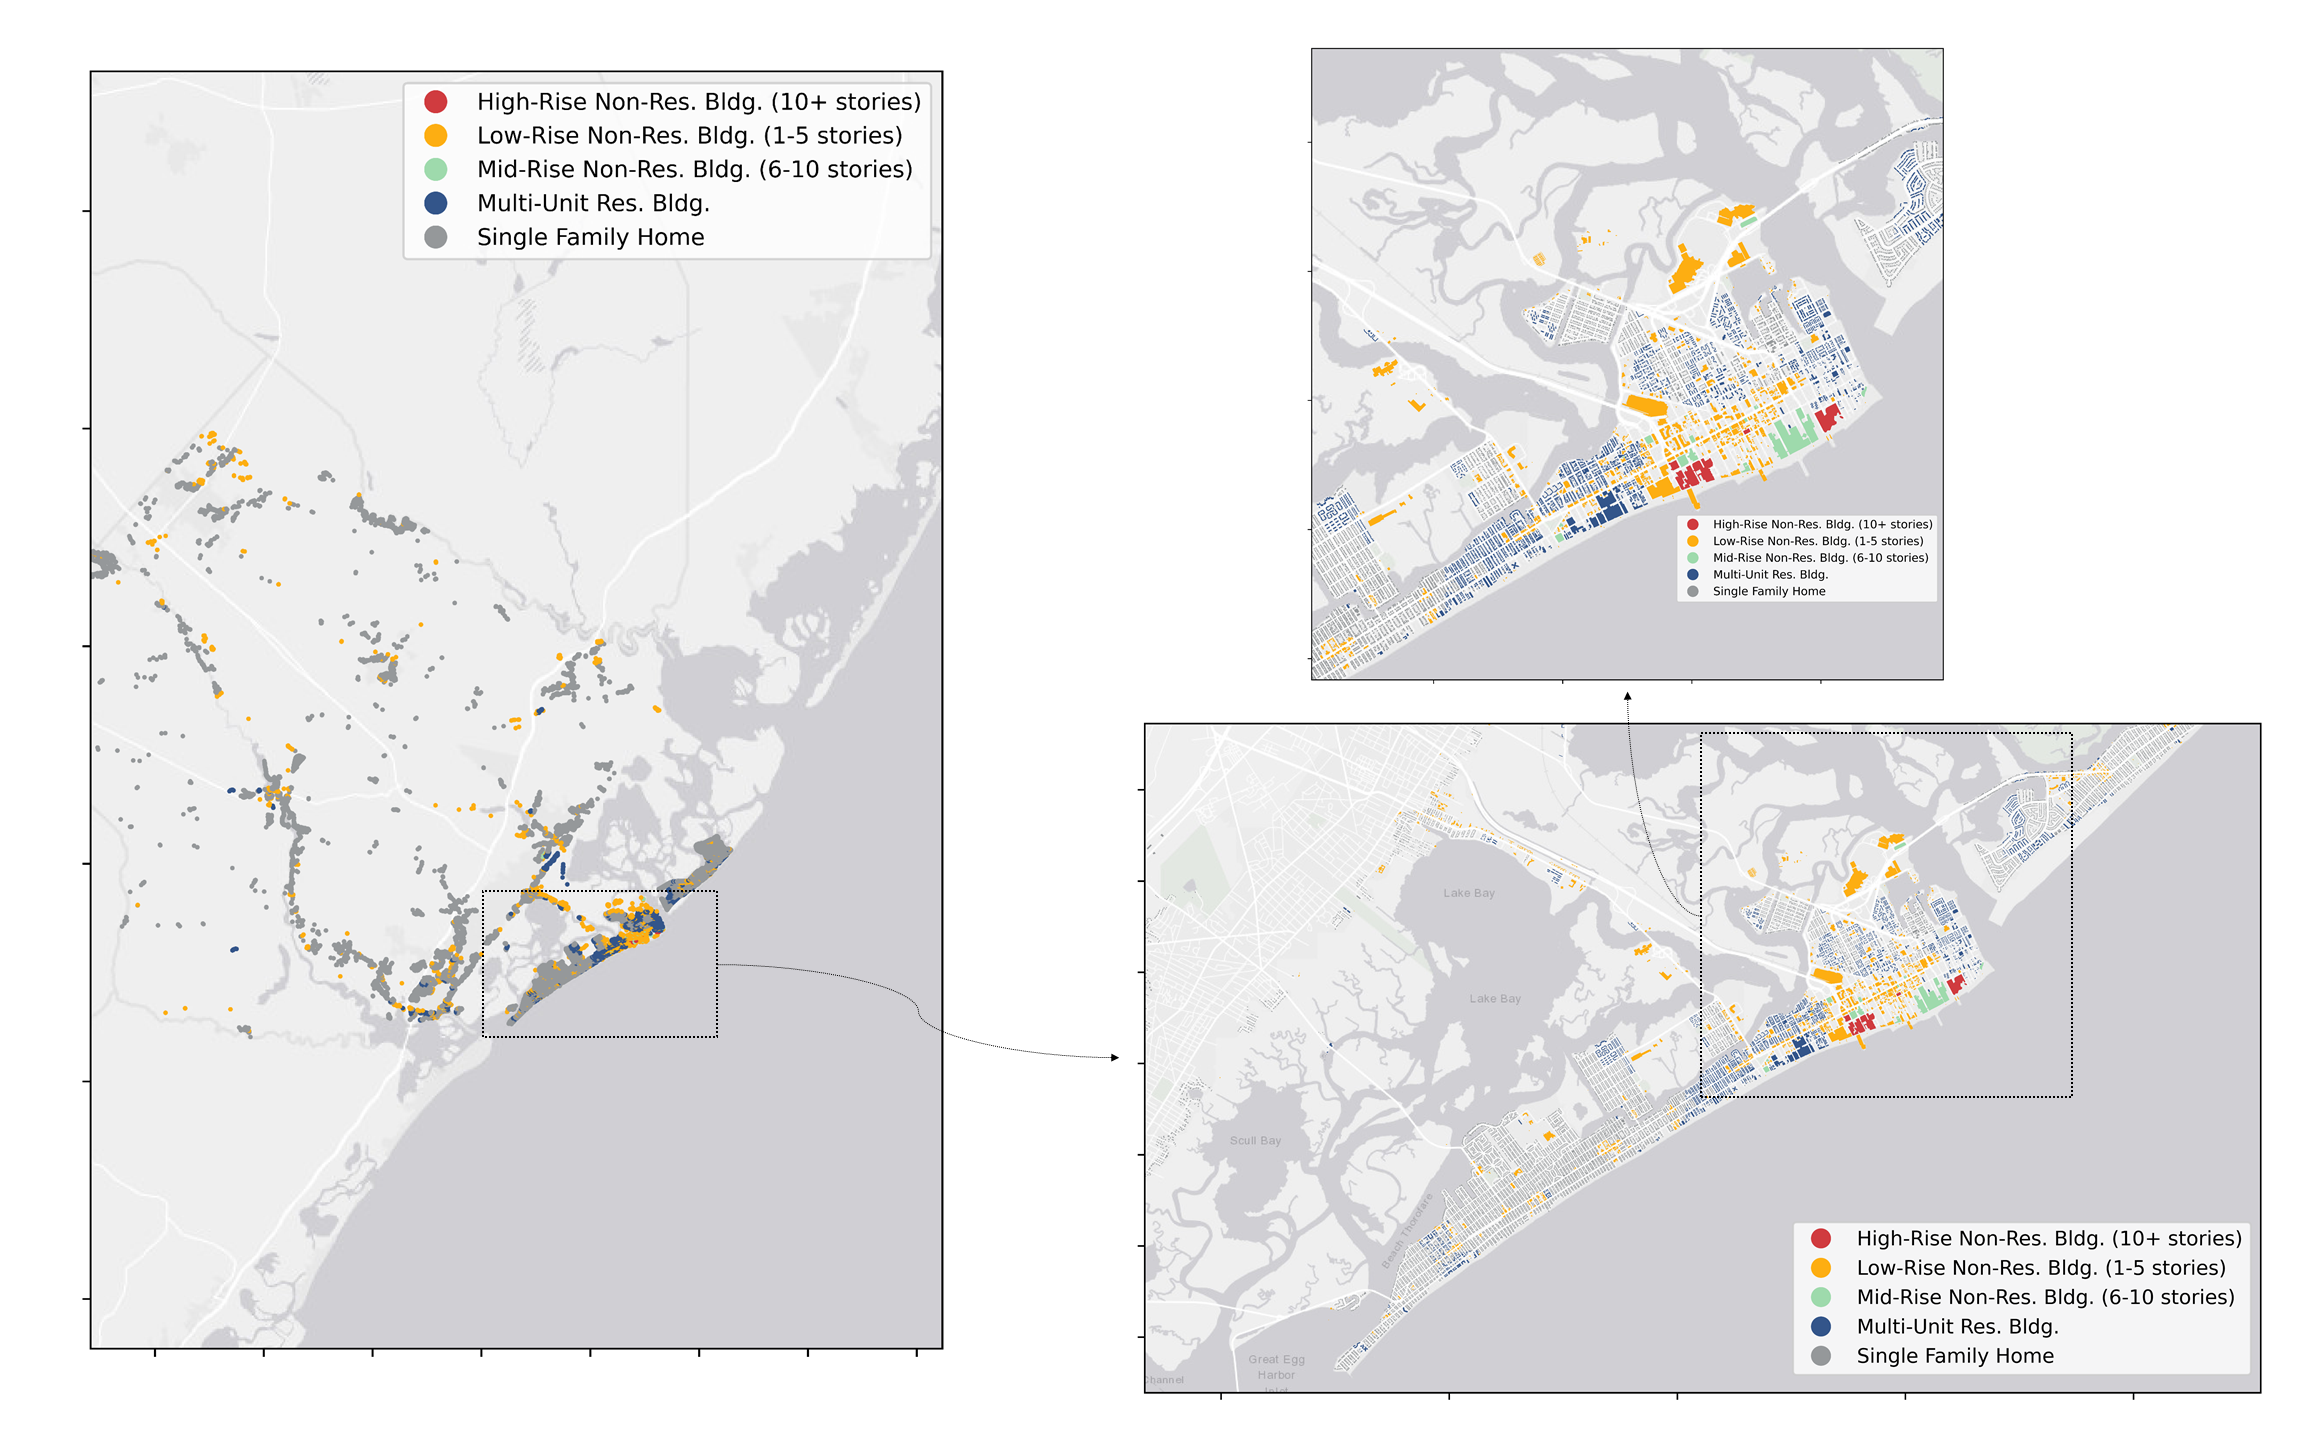 High-Rise Non-Res. Bldg. (10+ stories)
Low-Rise Non-Res. Bldg. (1-5 stories)
Mid-Rise Non-Res. Bldg. (6-10 stories)
Multi-Unit Res. Bldg.
Single Family Home
High-Rise Non-Res. Bldg. (10+ stories)
Low-Rise Non-Res. Bldg. (1-5 stories)
Mid-Rise Non-Res. Bldg. (6-10 stories)
Multi-Unit Res. Bldg.
Single Family Home
Lake Bay
Lake Bay
Scull Bay
Beach Thorofare
Great Egg
Harbor
Inlet
Channel
High-Rise Non-Res. Bldg. (10+ stories)
Low-Rise Non-Res. Bldg. (1-5 stories)
Mid-Rise Non-Res. Bldg. (6-10 stories)
Multi-Unit Res. Bldg.
Single Family Home